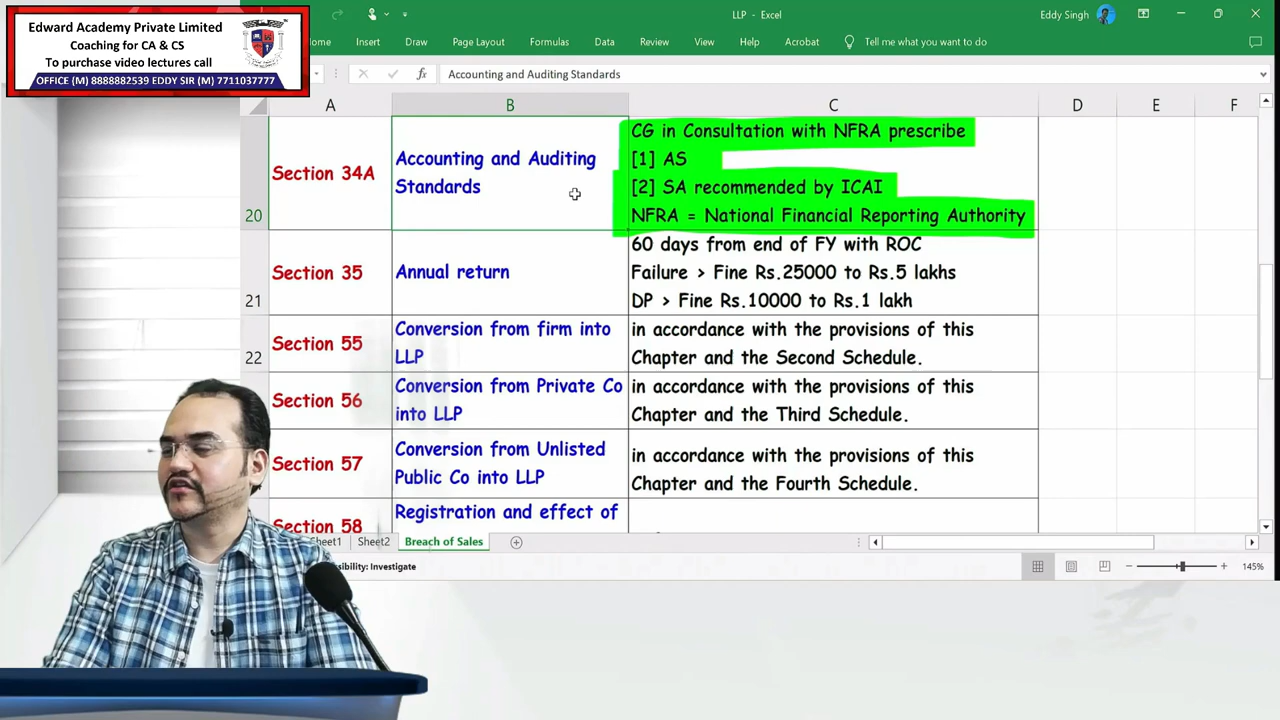 Edward Academy Private Limited
Coaching for CA & CS
To purchase video lectures call
OFFICE (M) 8888882539 EDDY SIR (M) 7711037777
LLP - Excel
Eddy Singh
Home Insert Draw Page Layout Formulas Data Review View Help Acrobat Tell me what you want to do
fx Accounting and Auditing Standards
A B C D E F
20 Section 34A
Accounting and Auditing
Standards
CG in Consultation with NFRA prescribe
[1] AS
[2] SA recommended by ICAI
NFRA = National Financial Reporting Authority
21 Section 35
Annual return
60 days from end of FY with ROC
Failure > Fine Rs.25000 to Rs.5 lakhs
DP > Fine Rs.10000 to Rs.1 lakh
22 Section 55
Conversion from firm into
LLP
in accordance with the provisions of this
Chapter and the Second Schedule.
Section 56
Conversion from Private Co
into LLP
in accordance with the provisions of this
Chapter and the Third Schedule.
Section 57
Conversion from Unlisted
Public Co into LLP
in accordance with the provisions of this
Chapter and the Fourth Schedule.
Section 58
Registration and effect of
Sheet1 Sheet2 Breach of Sales
Investigate
145%